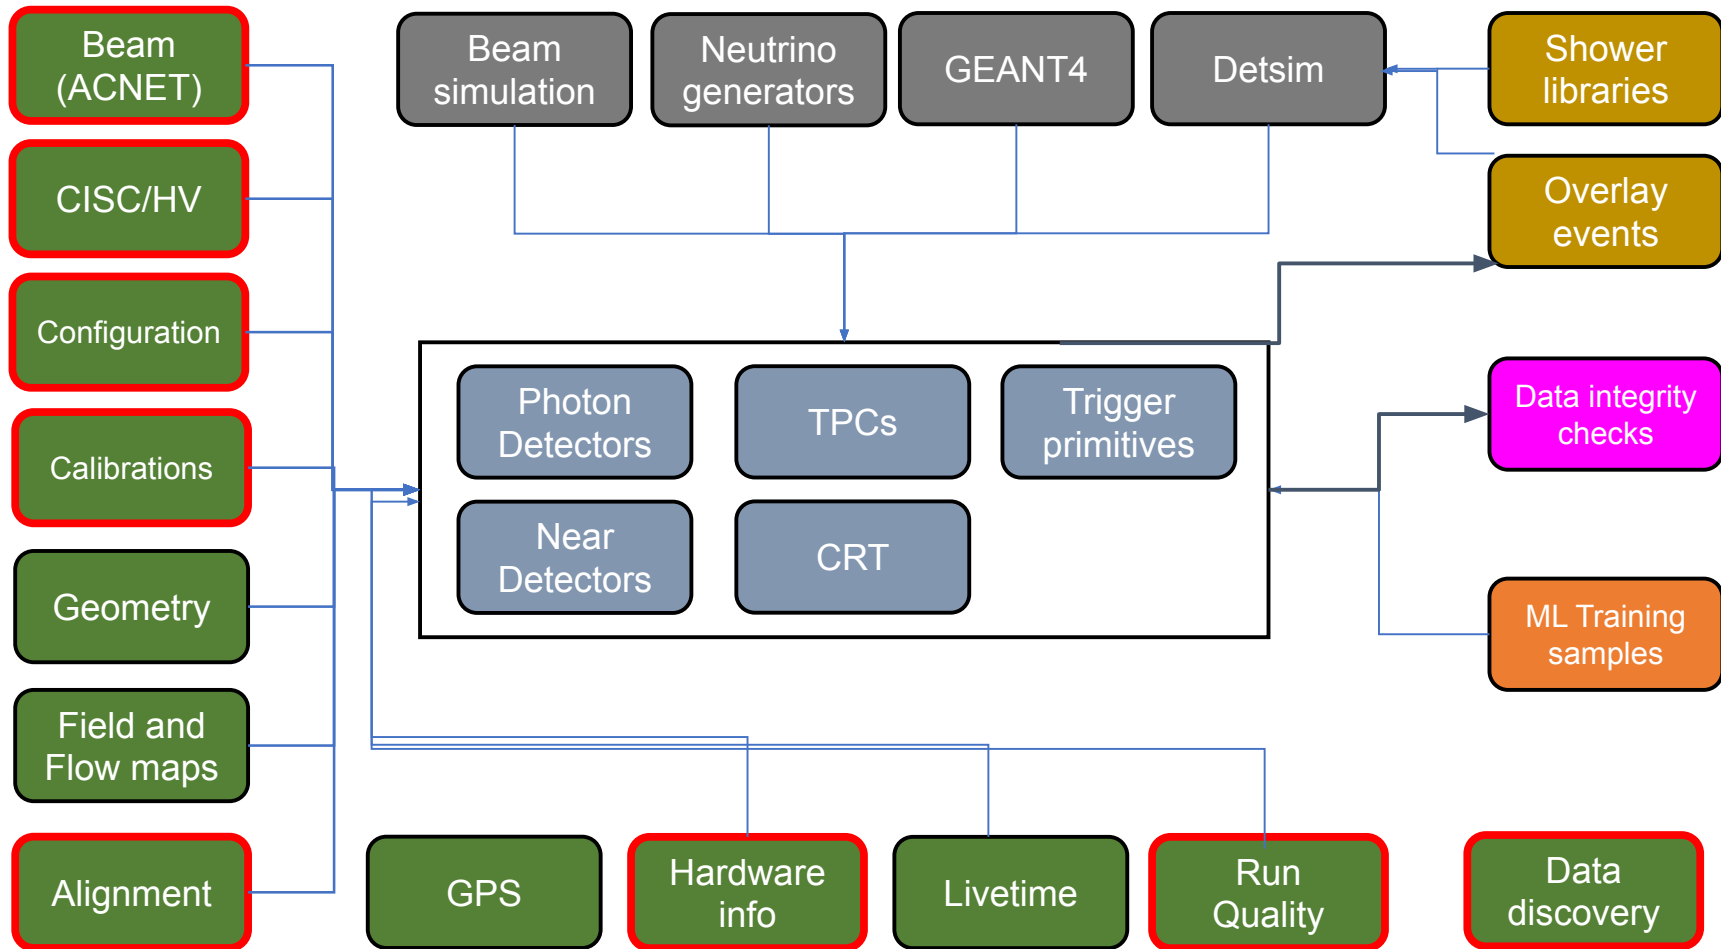 Beam
(ACNET)
Beam
simulation
Neutrino
generators
GEANT4
Detsim
Shower
libraries
CISC/HV
Overlay
events
Configuration
Photon
Detectors
TPCs
Trigger
primitives
Data integrity
checks
Calibrations
Near
Detectors
CRT
Geometry
ML Training
samples
Field and
Flow maps
Alignment
GPS
Hardware
info
Livetime
Run
Quality
Data
discovery